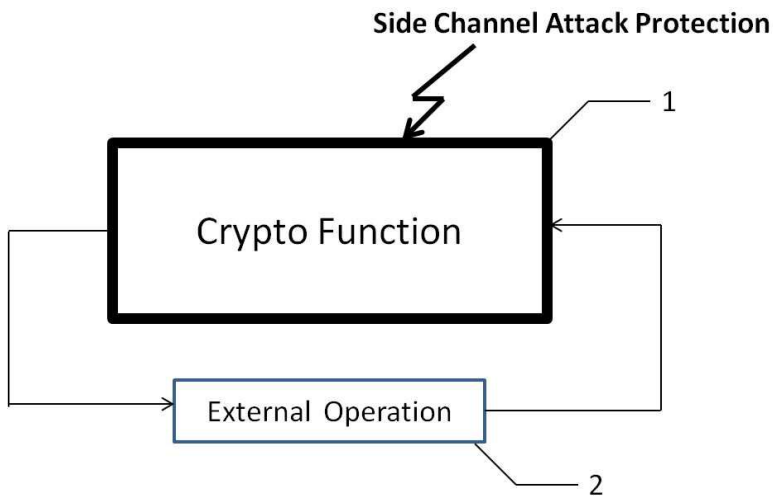 Side Channel Attack Protection
1
Crypto Function
External Operation
2